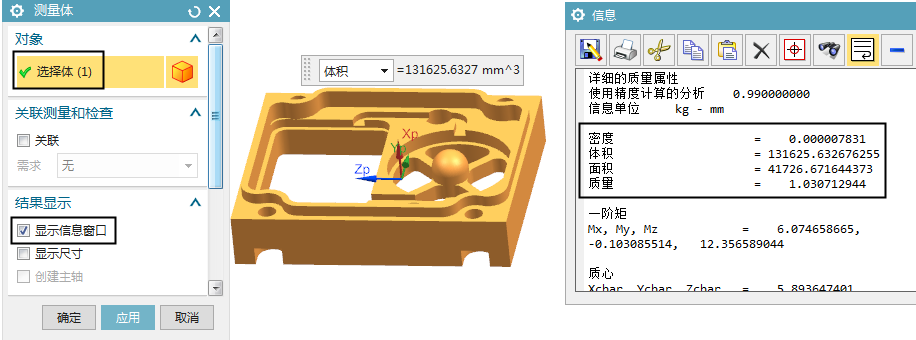 测量体
对象
选择体 (1)
关联测量和检查
关联
需求 无
结果显示
显示信息窗口
显示尺寸
创建主轴
确定 应用 取消
体积 =131625.6327 mm^3
Xp
Zp
信息
详细的质量属性
使用精度计算的分析 0.990000000
信息单位 kg - mm
密度 = 0.000007831
体积 = 131625.632676255
面积 = 41726.671644373
质量 = 1.030712944
一阶矩
Mx, My, Mz = 6.074658665,
-0.103085514, 12.356589044
质心
Xcbar, Ycbar, Zcbar = 5.893647401,